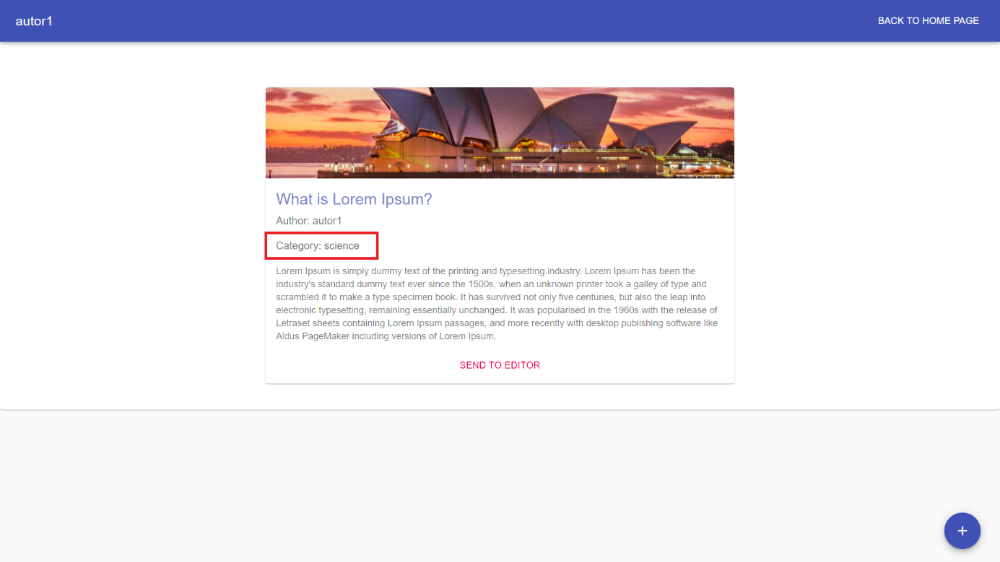 autor1
BACK TO HOME PAGE
What is Lorem Ipsum?
Author: autor1
Category: science
Lorem Ipsum is simply dummy text of the printing and typesetting industry. Lorem Ipsum has been the
industry's standard dummy text ever since the 1500s, when an unknown printer took a galley of type and
scrambled it to make a type specimen book. It has survived not only five centuries, but also the leap into
electronic typesetting, remaining essentially unchanged. It was popularised in the 1960s with the release of
Letraset sheets containing Lorem Ipsum passages, and more recently with desktop publishing software like
Aldus PageMaker including versions of Lorem Ipsum.
SEND TO EDITOR
+